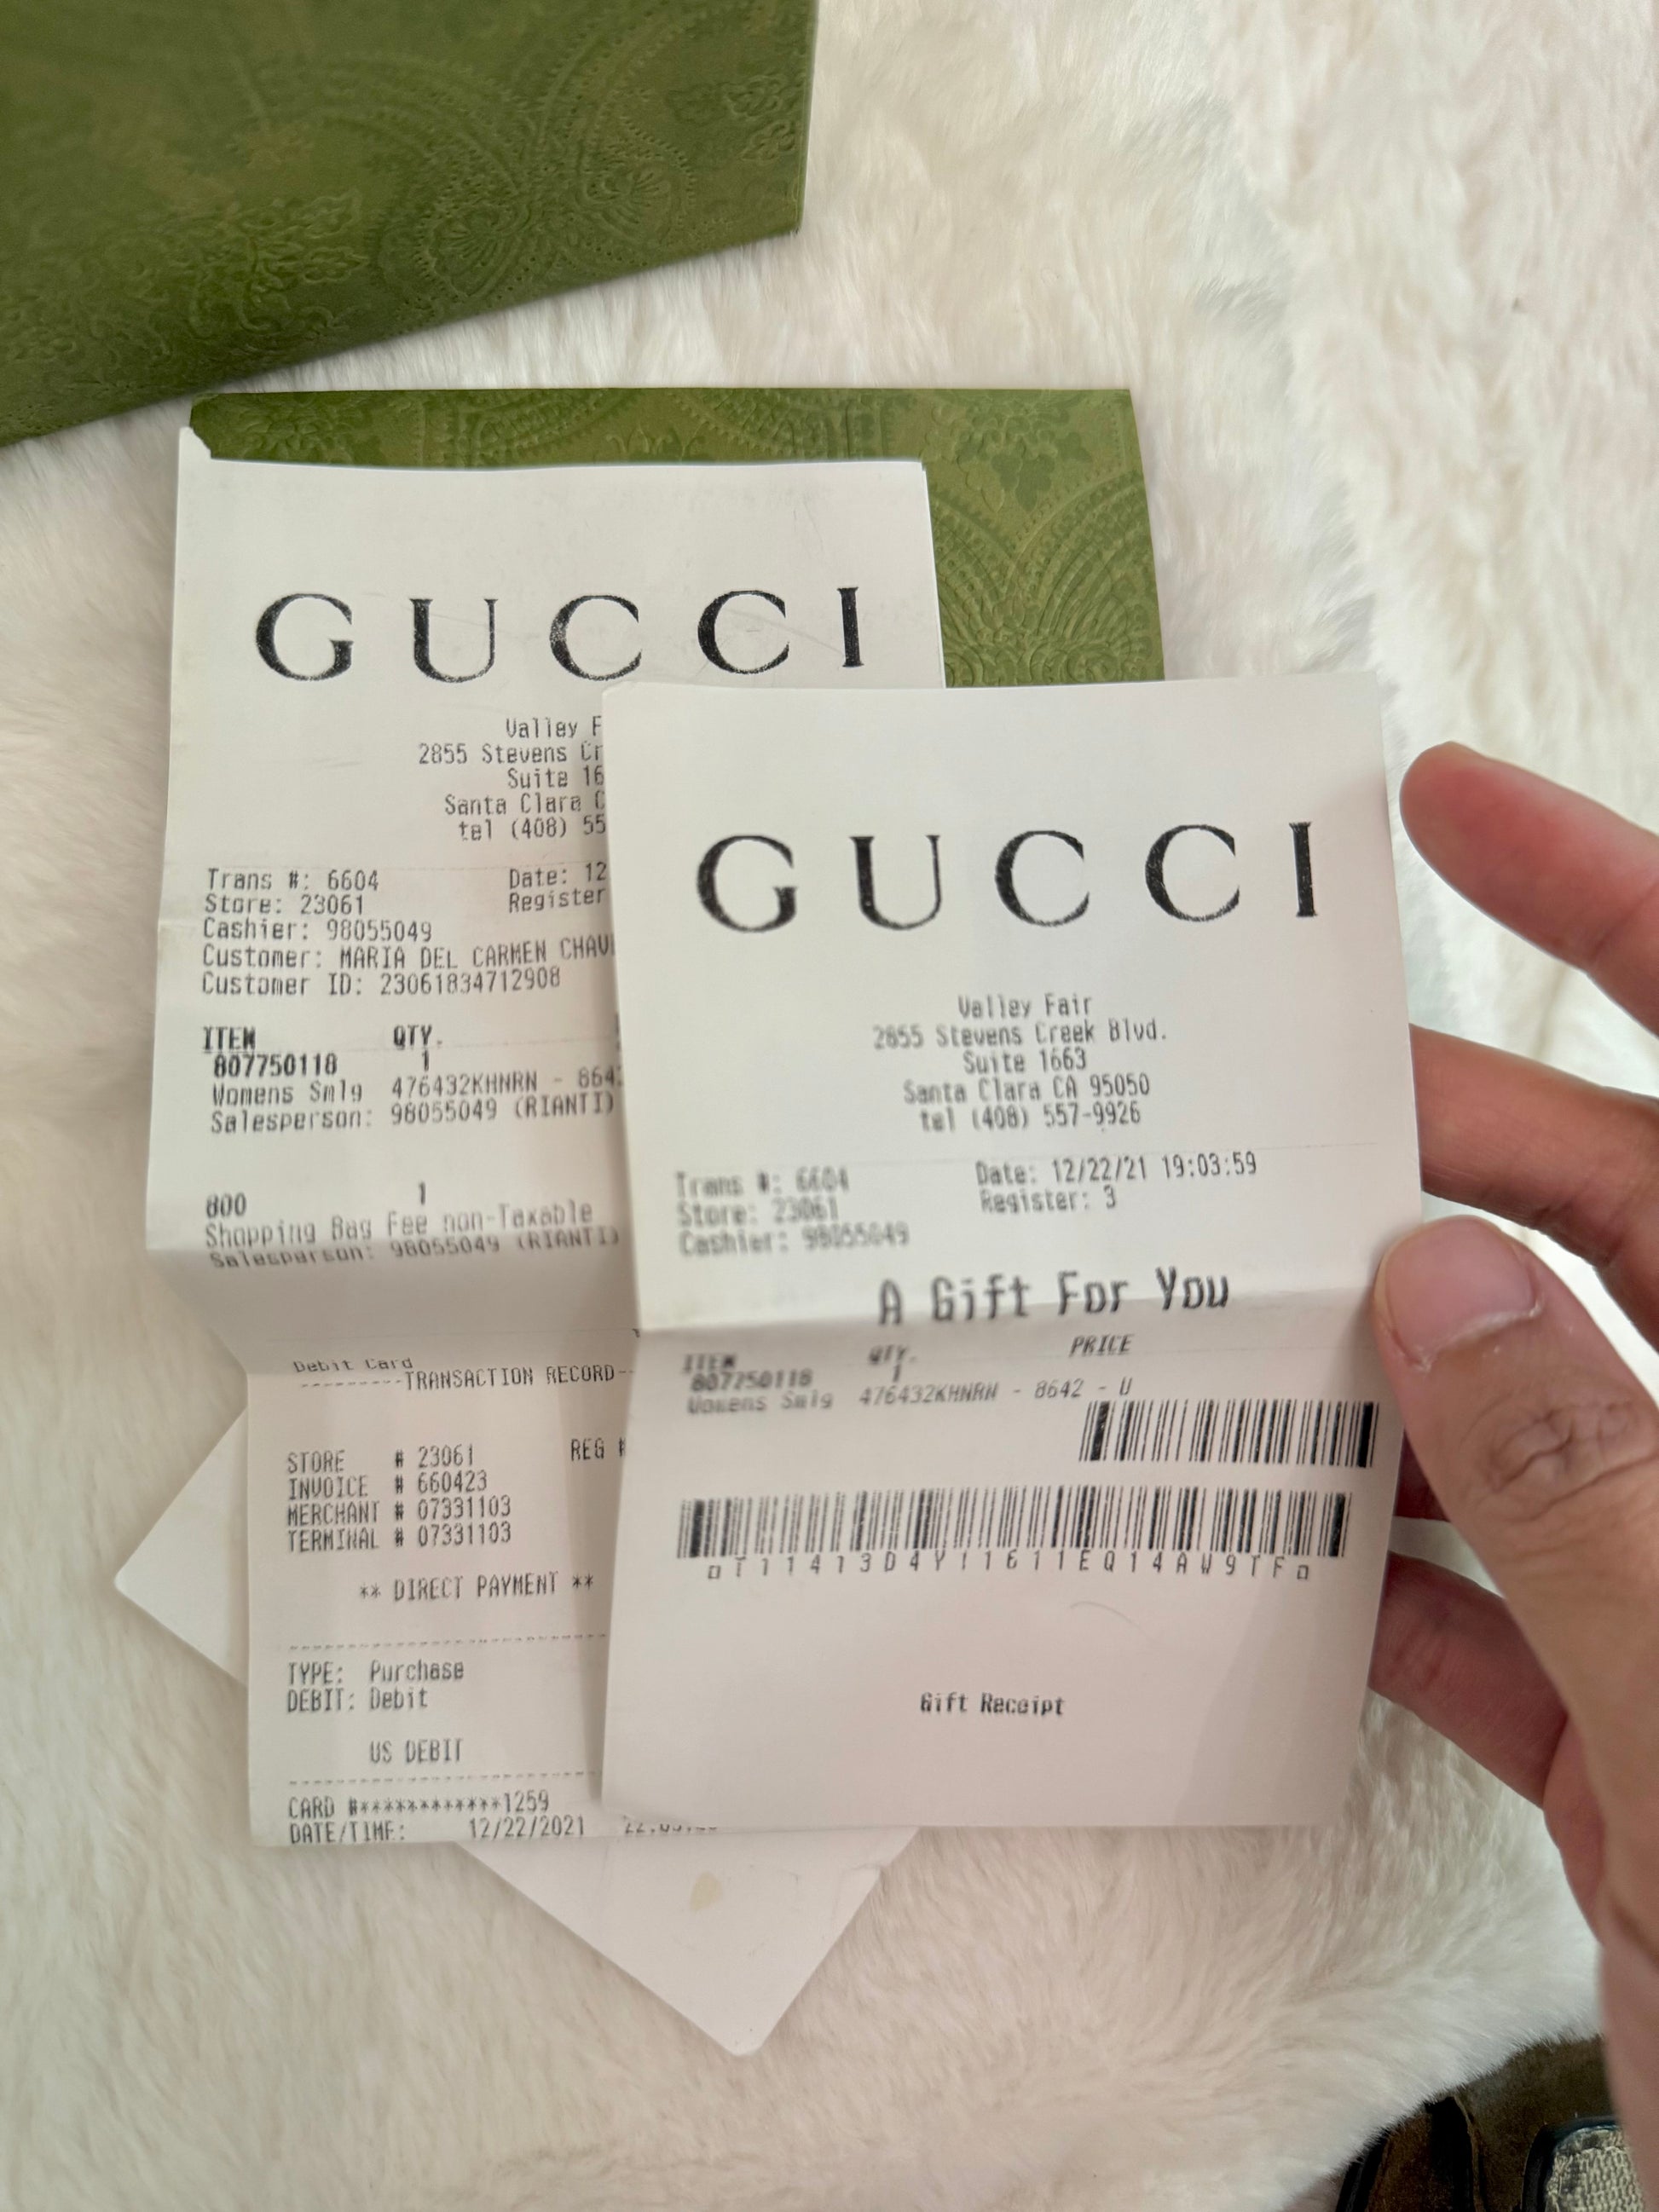 GUCCI
Valley F
2855 Stevens Cr
Suite 16
Santa Clara C
tel (408) 55
Trans #: 6604 Date: 12
Store: 23061 Register
Cashier: 98055049
Customer: MARIA DEL CARMEN CHAV
Customer ID: 23061834712908
ITEM QTY.
807750118 1
Womens Smlg 476432KHNRN - 864
Salesperson: 98055049 (RIANTI)
800 1
Shopping Bag Fee non-Taxable
Salesperson: 98055049 (RIANTI)
Debit Card
---------TRANSACTION RECORD--
STORE # 23061 REG #
INVOICE # 660423
MERCHANT # 07331103
TERMINAL # 07331103
** DIRECT PAYMENT **
TYPE: Purchase
DEBIT: Debit
US DEBIT
CARD #************1259
DATE/TIME: 12/22/2021
GUCCI
Valley Fair
2855 Stevens Creek Blvd.
Suite 1663
Santa Clara CA 95050
tel (408) 557-9926
Trans #: 6604 Date: 12/22/21 19:03:59
Store: 23061 Register: 3
Cashier: 98055049
A Gift For You
ITEM QTY. PRICE
807750118 1
Womens Smlg 476432KHNRN - 8642 - U
Gift Receipt